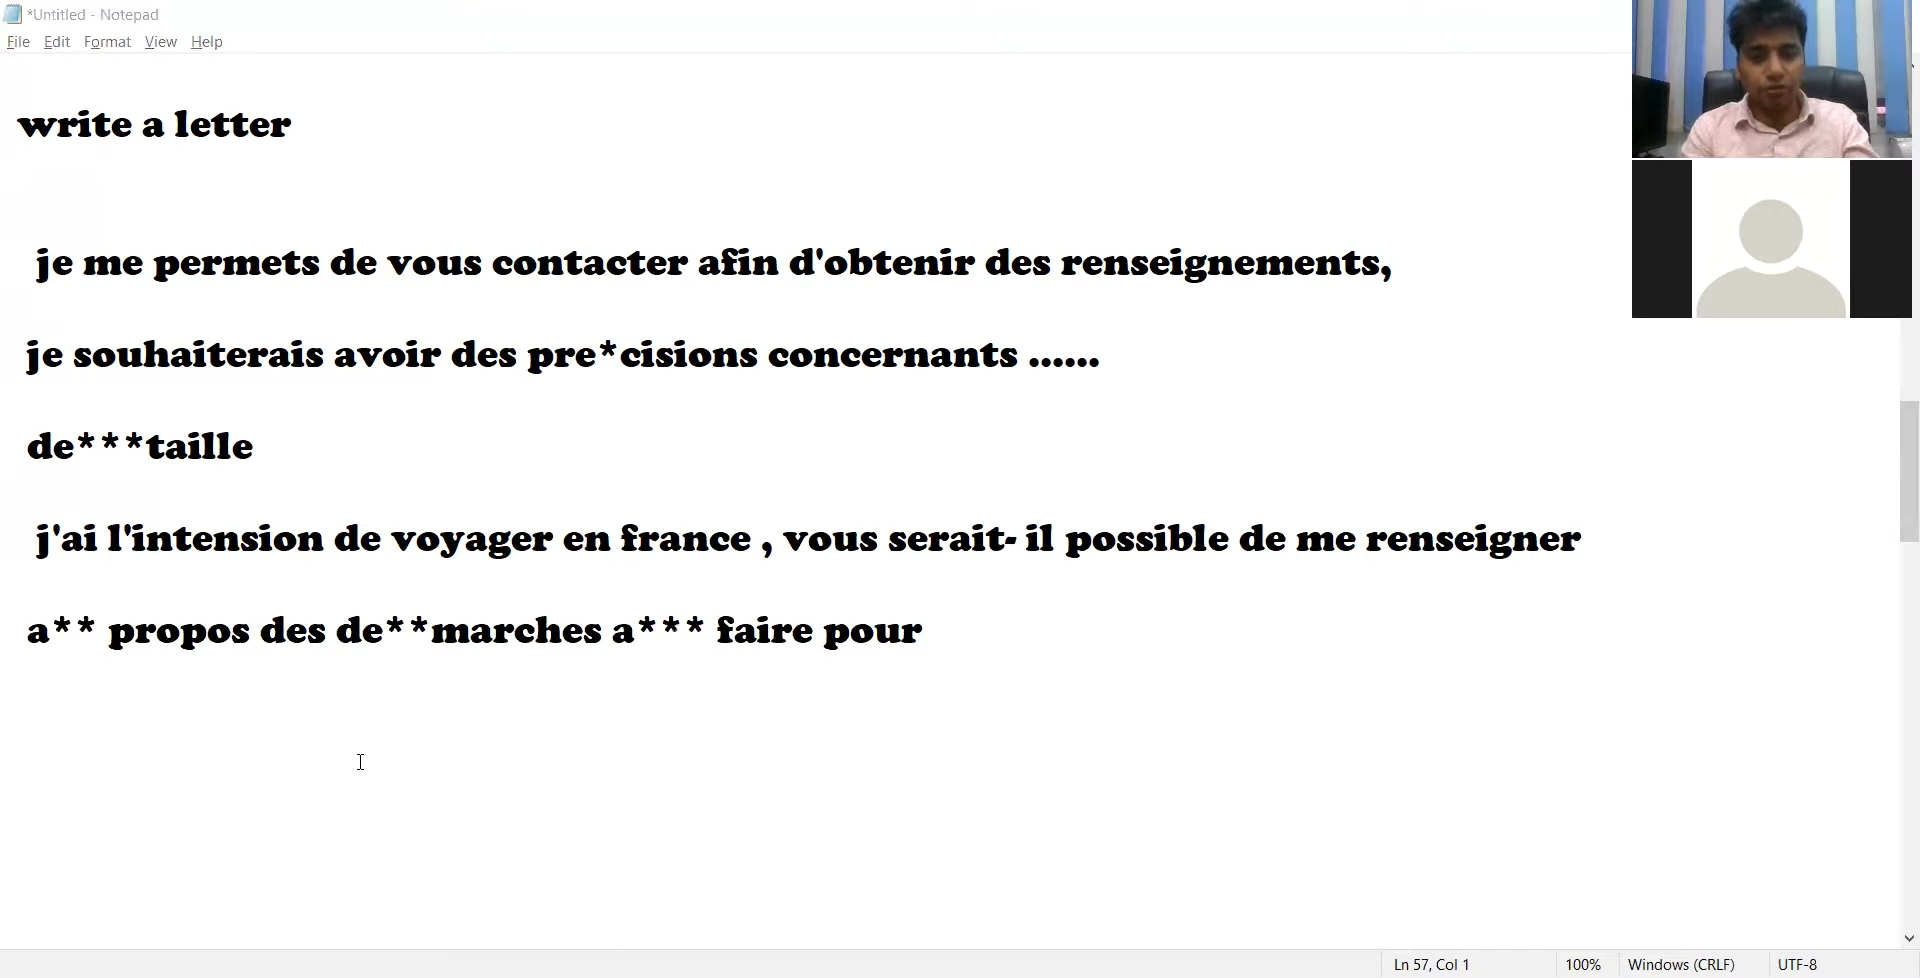 *Untitled - Notepad
File Edit Format View Help
write a letter
je me permets de vous contacter afin d'obtenir des renseignements,
je souhaiterais avoir des pre*cisions concernants ......
de***taille
j'ai l'intension de voyager en france , vous serait- il possible de me renseigner
a** propos des de**marches a*** faire pour
Ln 57, Col 1 100% Windows (CRLF) UTF-8